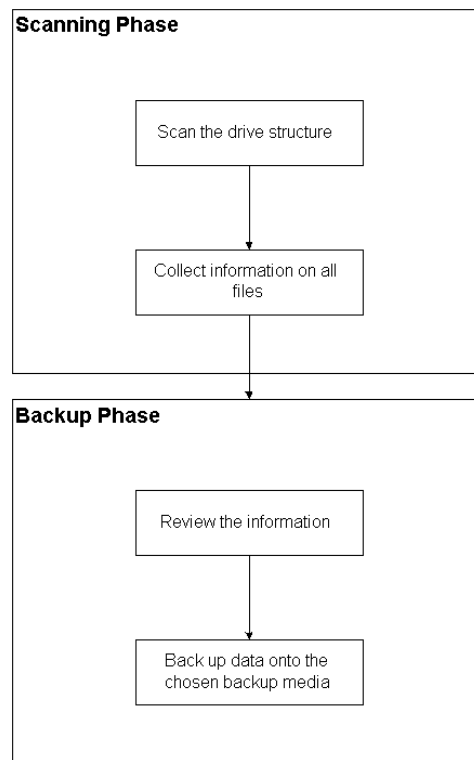 Scanning Phase
Scan the drive structure
Collect information on all
files
Backup Phase
Review the information
Back up data onto the
chosen backup media